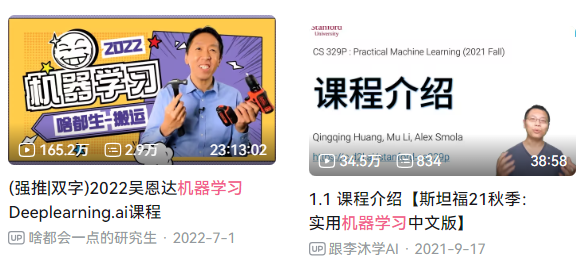 2022
机器学习
啥都生-搬运
165.2万
2.9万
23:13:02
(强推|双字)2022吴恩达机器学习
Deeplearning.ai课程
UP 啥都会一点的研究生 · 2022-7-1
Stanford
University
CS 329P : Practical Machine Learning (2021 Fall)
课程介绍
Qingqing Huang, Mu Li, Alex Smola
34.5万
834
38:58
1.1 课程介绍【斯坦福21秋季：
实用机器学习中文版】
UP 跟李沐学AI · 2021-9-17